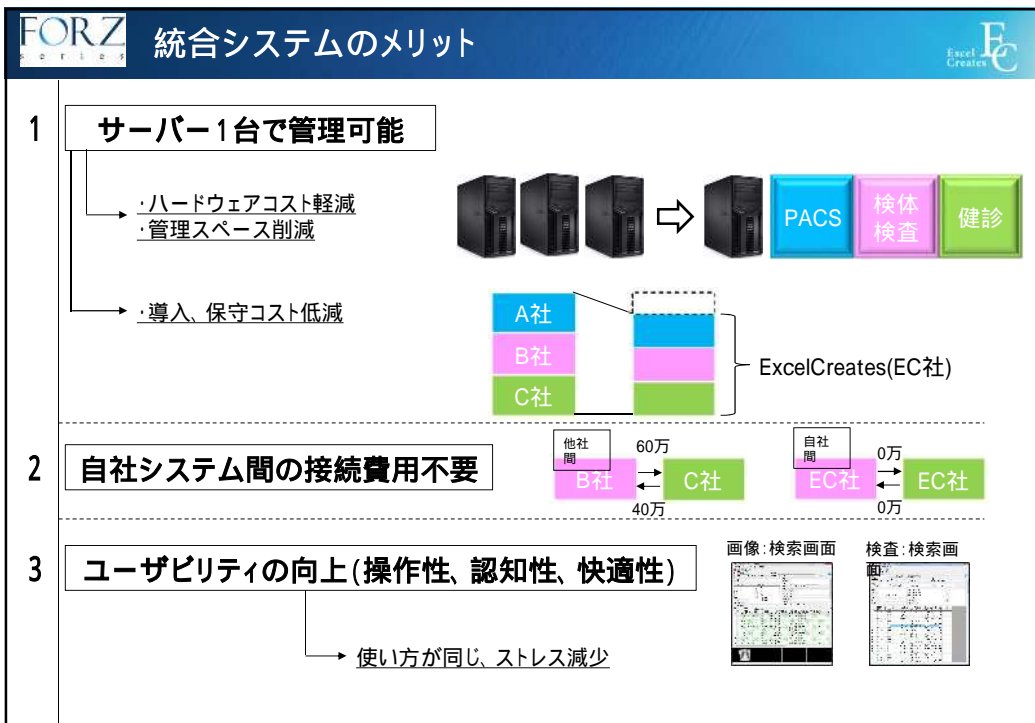 FORZ
series
統合システムのメリット
Excel
Creates
EC
1
サーバー1台で管理可能
・ハードウェアコスト軽減
・管理スペース削減
PACS
検体
検査
健診
・導入、保守コスト低減
A社
B社
C社
ExcelCreates(EC社)
2
自社システム間の接続費用不要
他社
間
60万
B社
C社
40万
自社
間
0万
EC社
EC社
0万
3
ユーザビリティの向上(操作性、認知性、快適性)
画像:検索画面
検査:検索画
面
使い方が同じ、ストレス減少